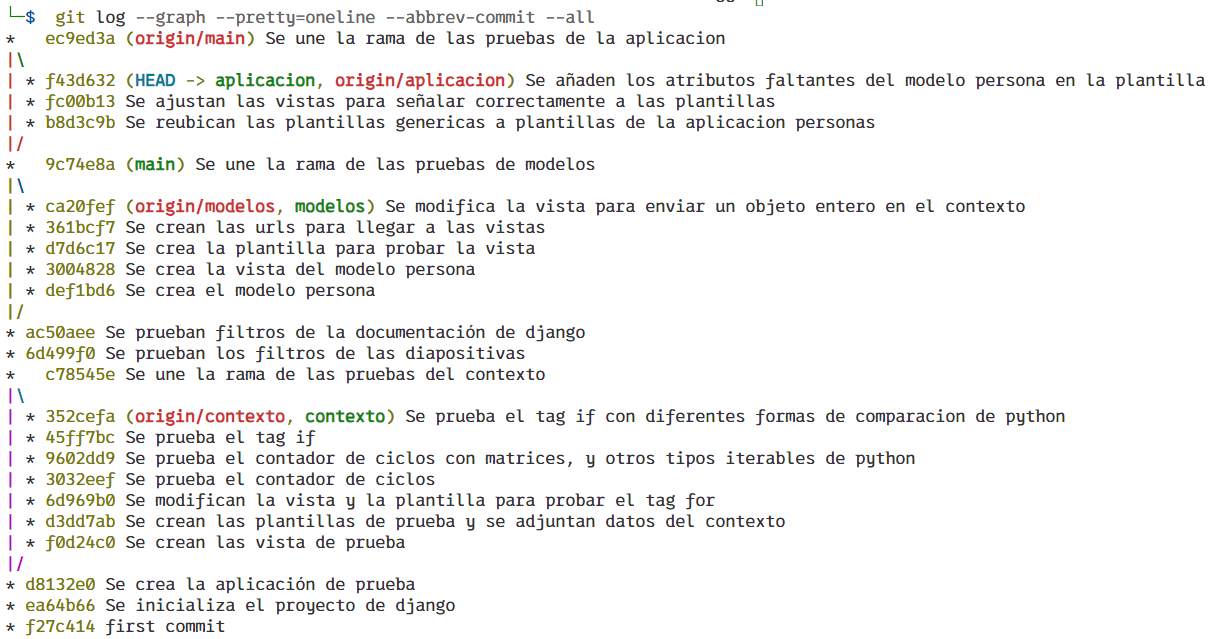 └─$ git log --graph --pretty=oneline --abbrev-commit --all
*   ec9ed3a (origin/main) Se une la rama de las pruebas de la aplicacion
|\
| * f43d632 (HEAD -> aplicacion, origin/aplicacion) Se añaden los atributos faltantes del modelo persona en la plantilla
| * fc00b13 Se ajustan las vistas para señalar correctamente a las plantillas
| * b8d3c9b Se reubican las plantillas genericas a plantillas de la aplicacion personas
|/
*   9c74e8a (main) Se une la rama de las pruebas de modelos
|\
| * ca20fef (origin/modelos, modelos) Se modifica la vista para enviar un objeto entero en el contexto
| * 361bcf7 Se crean las urls para llegar a las vistas
| * d7d6c17 Se crea la plantilla para probar la vista
| * 3004828 Se crea la vista del modelo persona
| * def1bd6 Se crea el modelo persona
|/
* ac50aee Se prueban filtros de la documentación de django
* 6d499f0 Se prueban los filtros de las diapositivas
*   c78545e Se une la rama de las pruebas del contexto
|\
| * 352cefa (origin/contexto, contexto) Se prueba el tag if con diferentes formas de comparacion de python
| * 45ff7bc Se prueba el tag if
| * 9602dd9 Se prueba el contador de ciclos con matrices, y otros tipos iterables de python
| * 3032eef Se prueba el contador de ciclos
| * 6d969b0 Se modifican la vista y la plantilla para probar el tag for
| * d3dd7ab Se crean las plantillas de prueba y se adjuntan datos del contexto
| * f0d24c0 Se crean las vista de prueba
|/
* d8132e0 Se crea la aplicación de prueba
* ea64b66 Se inicializa el proyecto de django
* f27c414 first commit